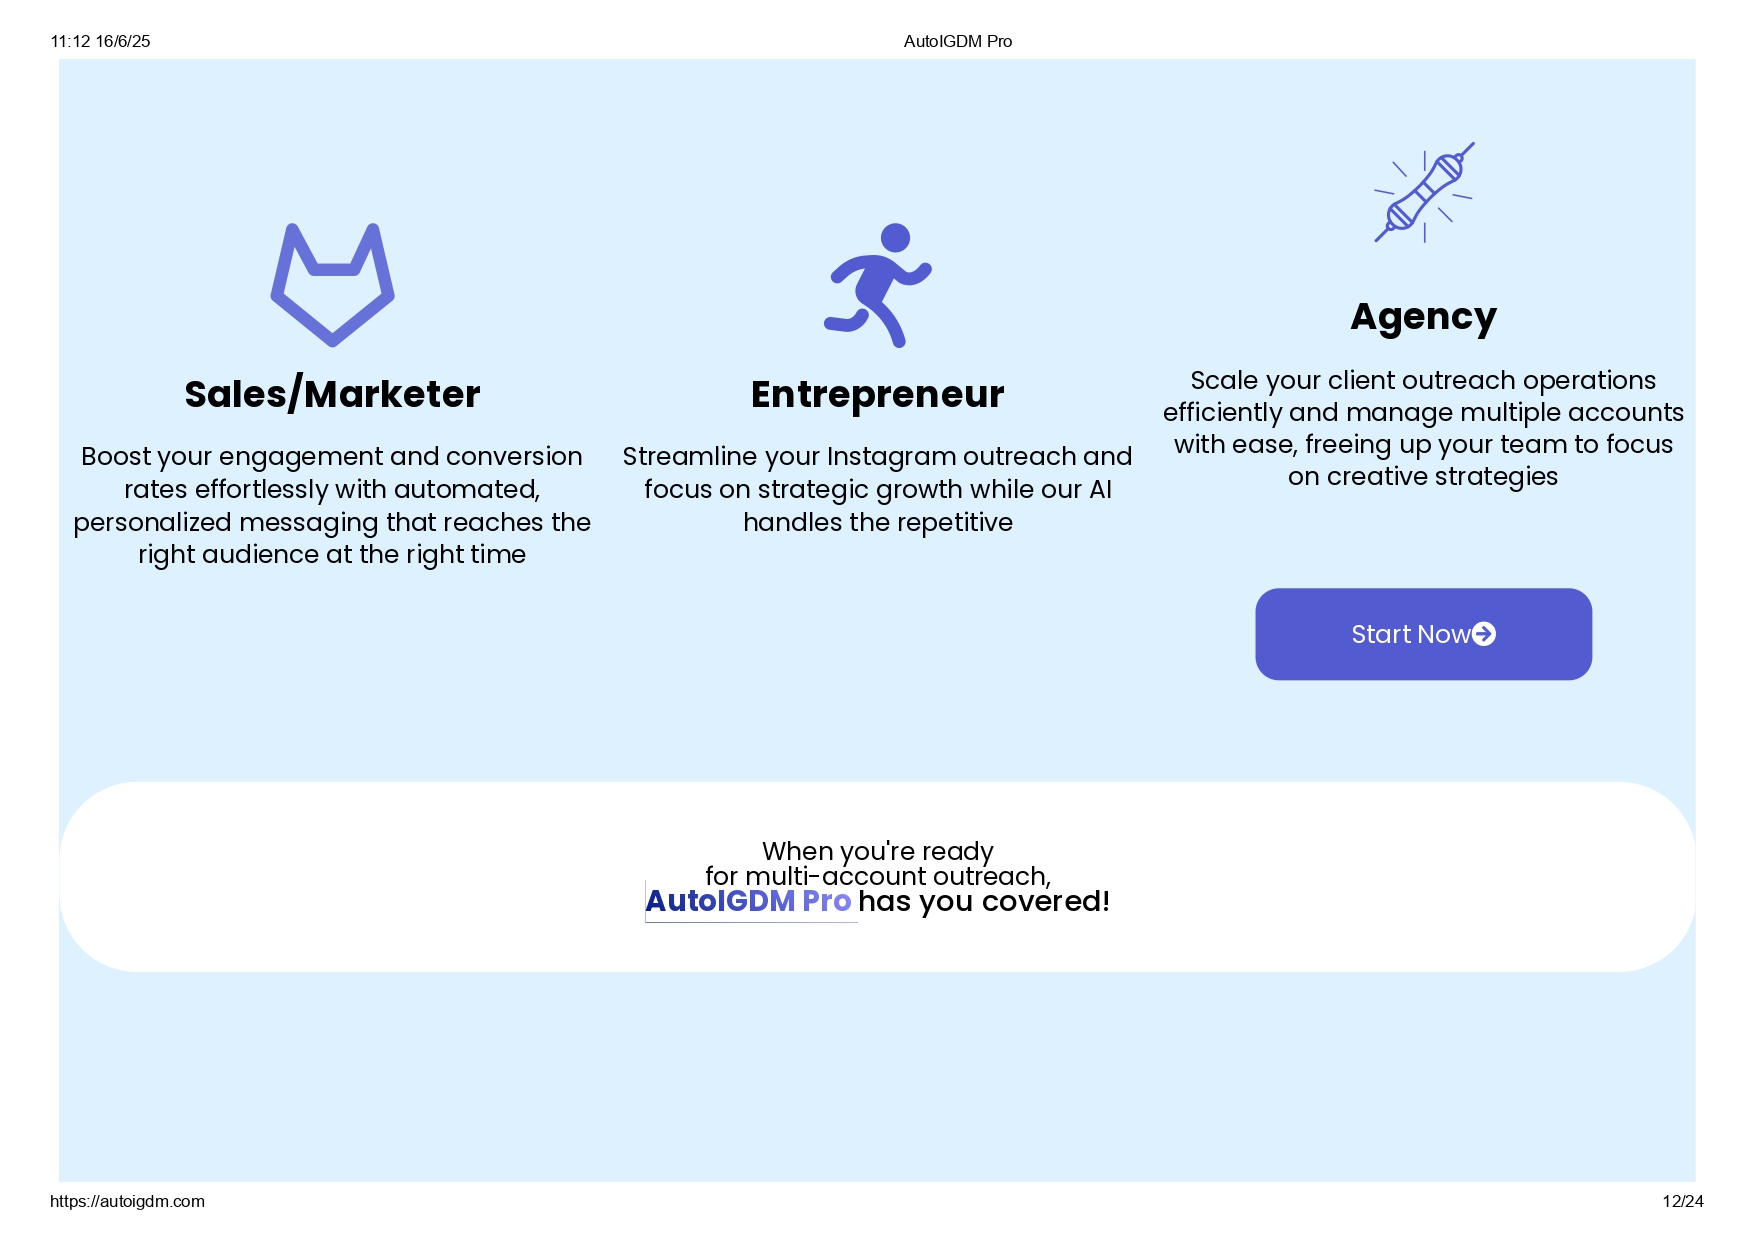 11:12 16/6/25
AutoIGDM Pro
Sales/Marketer
Boost your engagement and conversion
rates effortlessly with automated,
personalized messaging that reaches the
right audience at the right time
Entrepreneur
Streamline your Instagram outreach and
focus on strategic growth while our AI
handles the repetitive
Agency
Scale your client outreach operations
efficiently and manage multiple accounts
with ease, freeing up your team to focus
on creative strategies
Start Now
When you're ready
for multi-account outreach,
AutoIGDM Pro has you covered!
https://autoigdm.com
12/24